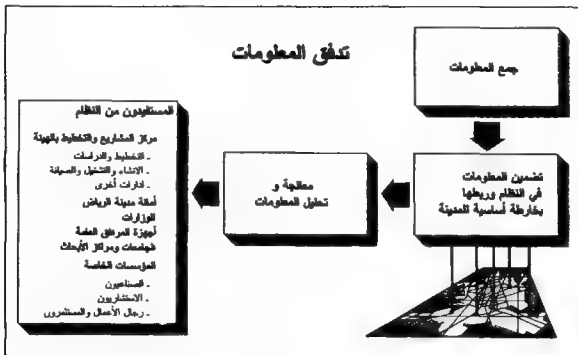 تدفق المعلومات
جمع المعلومات
تضمين المعلومات
في النظام وربطها
بخارطة أساسية للمدينة
معالجة و
تحليل المعلومات
المستفيدون من النظام
مركز المشاريع والتخطيط بالهيئة
ـ التخطيط والدراسات
ـ الانشاء والتشغيل والصيانة
ـ ادارات أخرى
أمانة مدينة الرياض
الوزارات
أجهزة المرافق العامة
الجامعات ومراكز الأبحاث
المؤسسات الخاصة
ـ الصناعيون
ـ الاستشاريون
ـ رجال الأعمال والمستثمرون